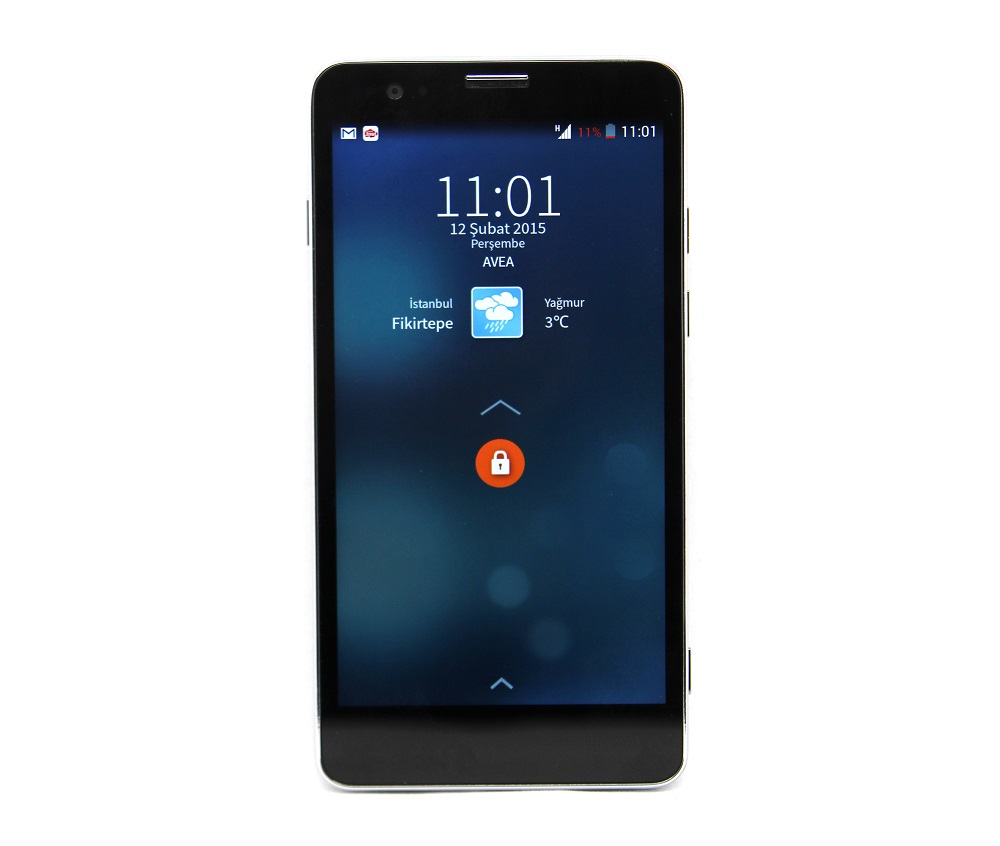 H 11% 11:01
11:01
12 Şubat 2015
Perşembe
AVEA
İstanbul Yağmur
Fikirtepe 3°C